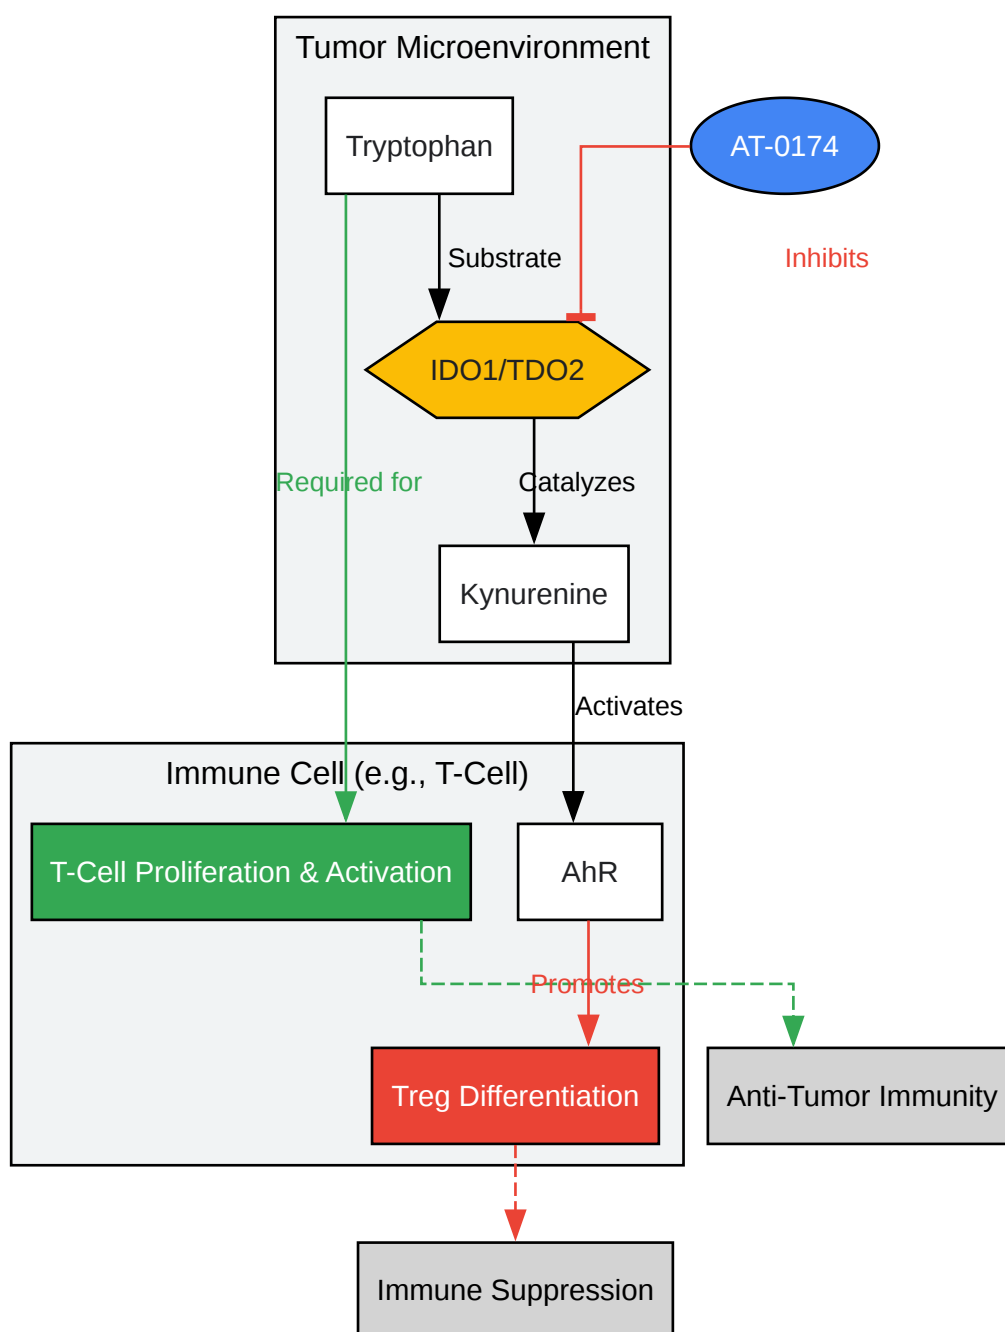 Tumor Microenvironment
Tryptophan
AT-0174
Substrate
Inhibits
IDO1/TDO2
Required for
Catalyzes
Kynurenine
Activates
Immune Cell (e.g., T-Cell)
T-Cell Proliferation & Activation
AhR
Promotes
Treg Differentiation
Anti-Tumor Immunity
Immune Suppression